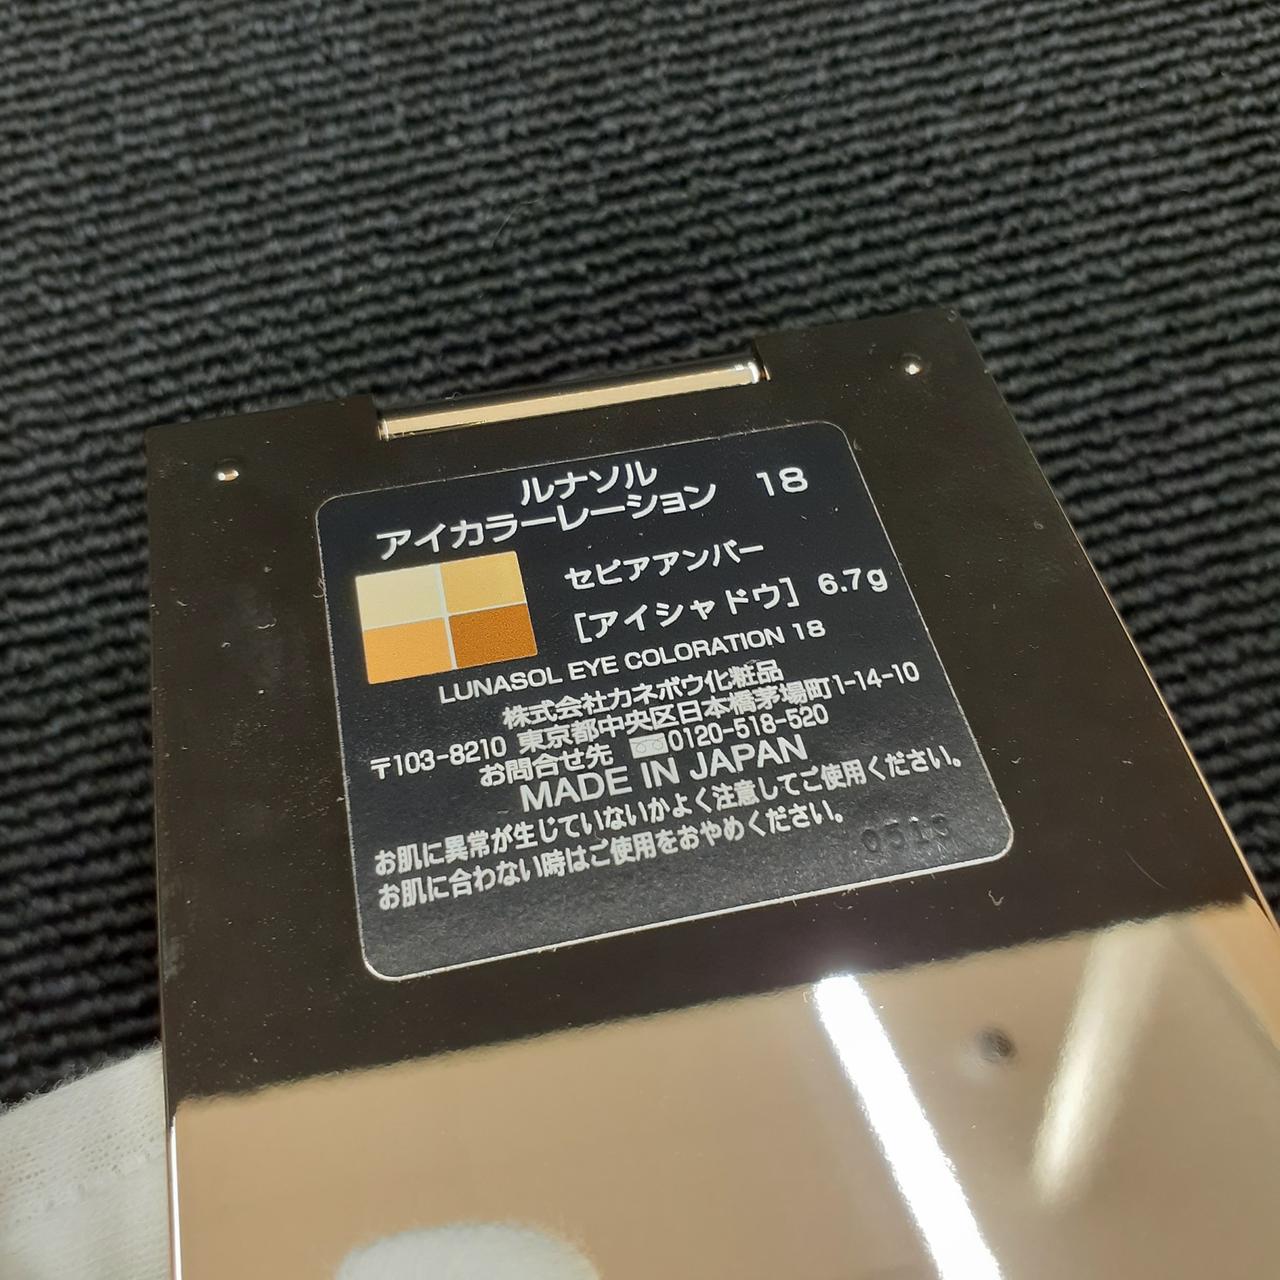 ルナソル
アイカラーレーション 18
セピアアンバー
[アイシャドウ] 6.7g
LUNASOL EYE COLORATION 18
株式会社カネボウ化粧品
〒103-8210 東京都中央区日本橋茅場町1-14-10
お問合せ先 0120-518-520
MADE IN JAPAN
お肌に異常が生じていないかよく注意してご使用ください。
お肌に合わない時はご使用をおやめください。